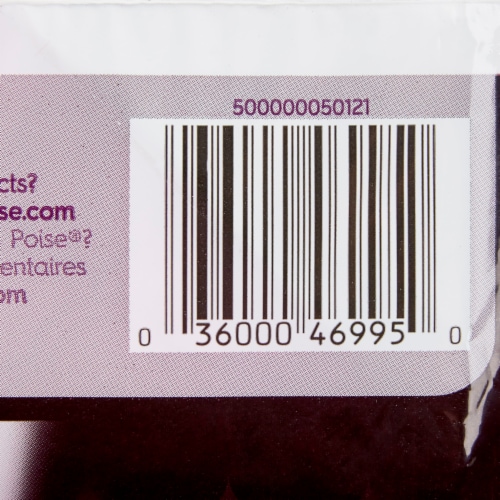 500000050121
cts?
se.com
Poise®?
entaires
om
0 36000 46995 0